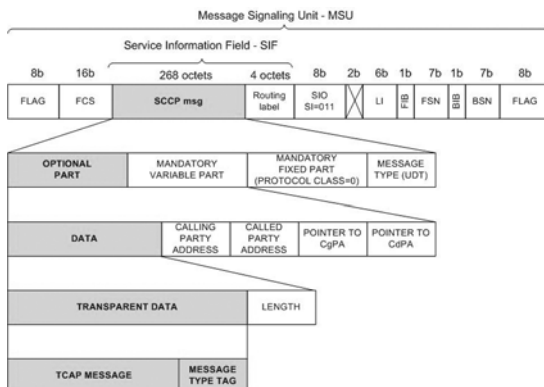 Message Signaling Unit - MSU
Service Information Field - SIF
8b 16b 268 octets 4 octets 8b 2b 6b 1b 7b 1b 7b 8b
FLAG FCS SCCP msg Routing label SIO SI=011 LI FIB FSN BIB BSN FLAG
OPTIONAL PART MANDATORY VARIABLE PART MANDATORY FIXED PART (PROTOCOL CLASS=0) MESSAGE TYPE (UDT)
DATA CALLING PARTY ADDRESS CALLED PARTY ADDRESS POINTER TO CgPA POINTER TO CdPA
TRANSPARENT DATA LENGTH
TCAP MESSAGE MESSAGE TYPE TAG